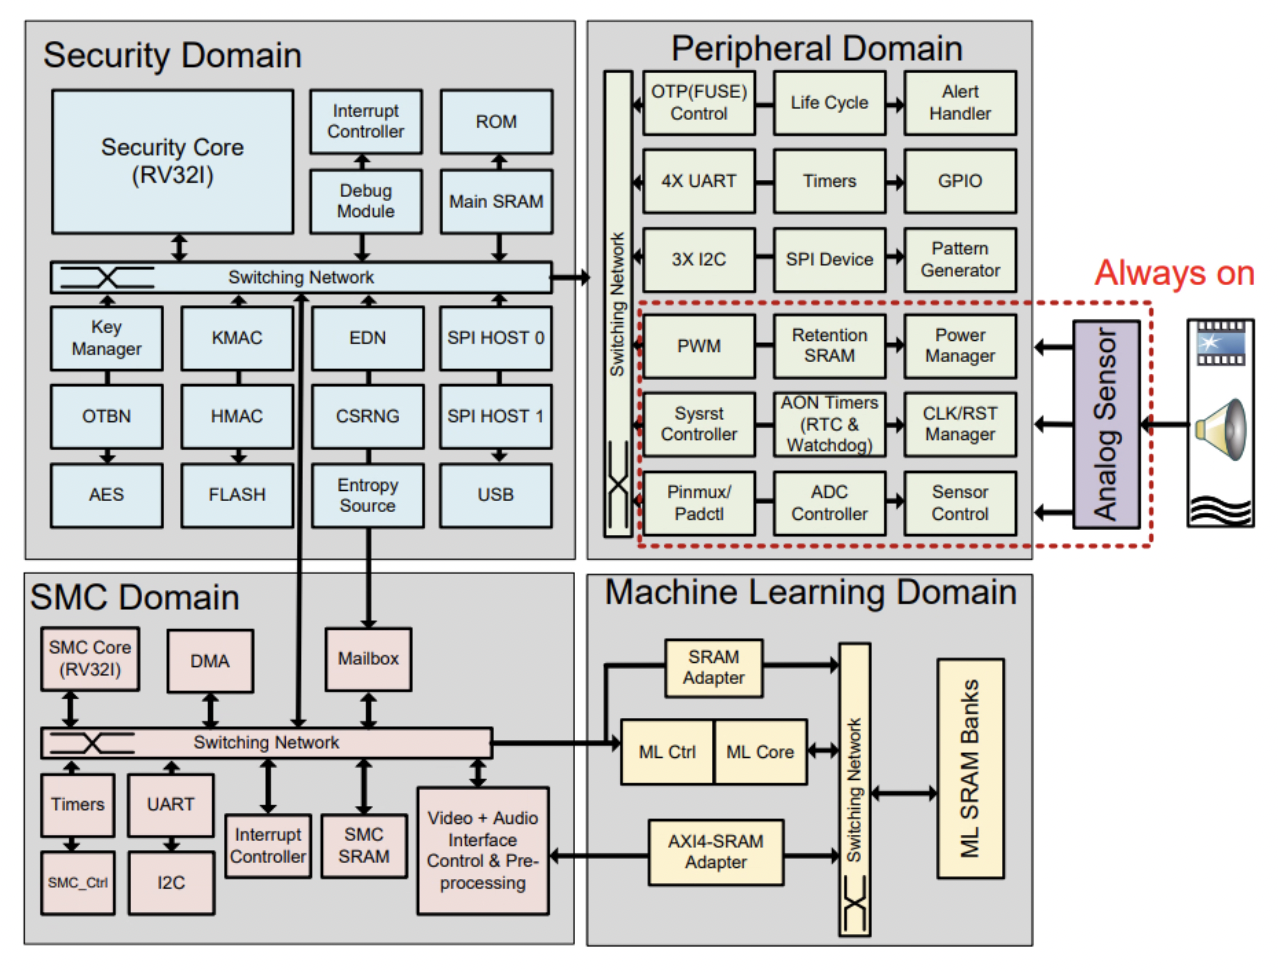 Security Domain
Security Core
(RV32I)
Interrupt
Controller
ROM
Debug
Module
Main SRAM
Switching Network
Key
Manager
KMAC
EDN
SPI HOST 0
OTBN
HMAC
CSRNG
SPI HOST 1
AES
FLASH
Entropy
Source
USB
Peripheral Domain
Switching Network
OTP(FUSE)
Control
Life Cycle
Alert
Handler
4X UART
Timers
GPIO
3X I2C
SPI Device
Pattern
Generator
Always on
PWM
Retention
SRAM
Power
Manager
Sysrst
Controller
AON Timers
(RTC &
Watchdog)
CLK/RST
Manager
Pinmux/
Padctl
ADC
Controller
Sensor
Control
Analog Sensor
SMC Domain
SMC Core
(RV32I)
DMA
Mailbox
Switching Network
Timers
UART
Interrupt
Controller
SMC
SRAM
Video + Audio
Interface
Control & Pre-
processing
SMC_Ctrl
I2C
Machine Learning Domain
SRAM
Adapter
ML Ctrl
ML Core
AXI4-SRAM
Adapter
Switching Network
ML SRAM Banks